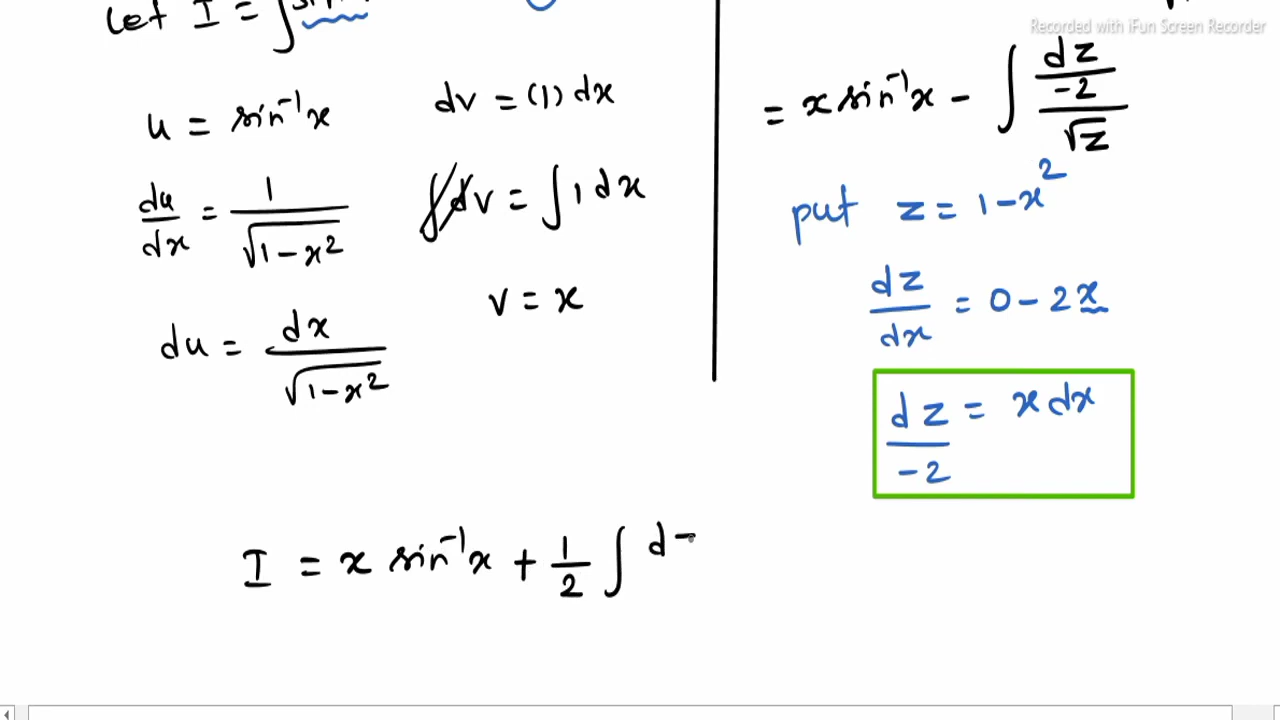 Let I = ∫
u = sin⁻¹x
dv = (1) dx
du/dx = 1/√(1-x²)
∫dv = ∫1 dx
v = x
du = dx/√(1-x²)
Recorded with iFun Screen Recorder
= x sin⁻¹x - ∫ (dz/-2)/√z
put z = 1-x²
dz/dx = 0-2x
dz/-2 = x dx
I = x sin⁻¹x + 1/2 ∫ d